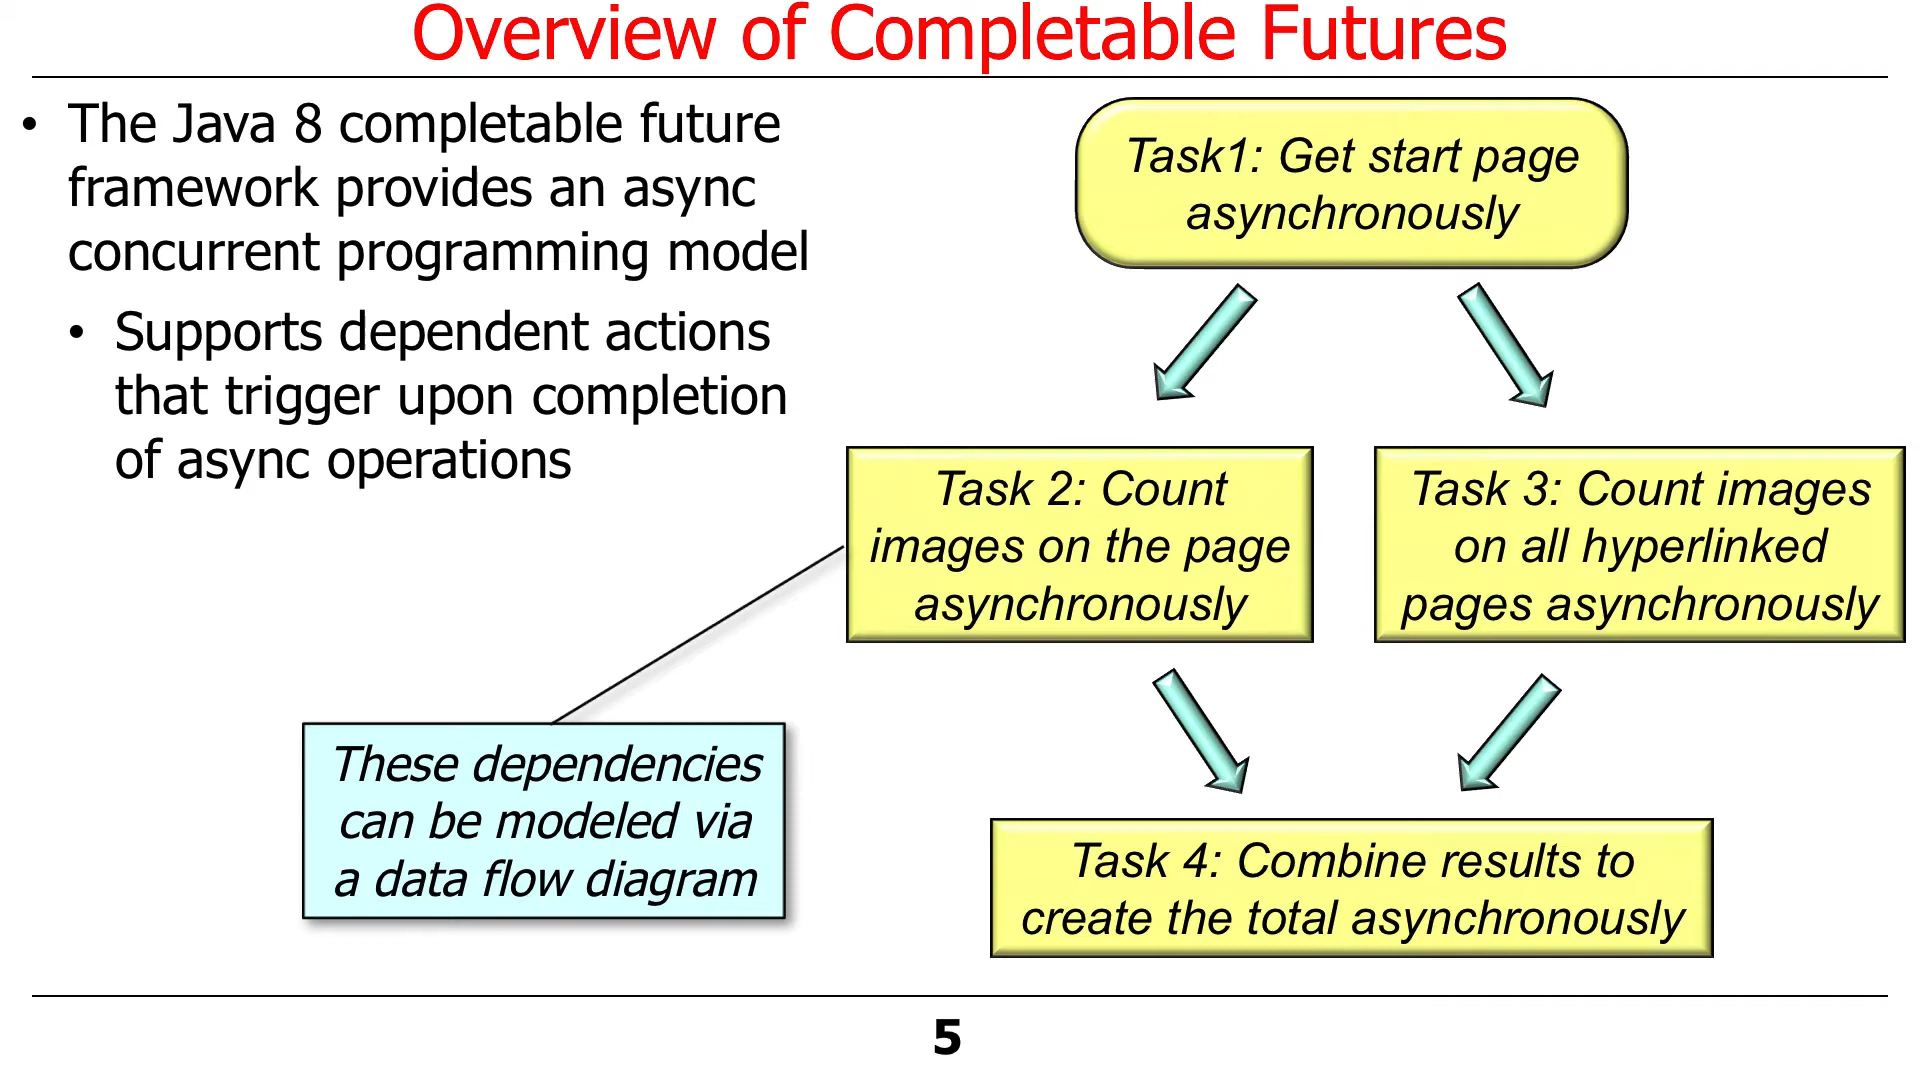 Overview of Completable Futures
• The Java 8 completable future
framework provides an async
concurrent programming model
• Supports dependent actions
that trigger upon completion
of async operations
Task1: Get start page
asynchronously
Task 2: Count
images on the page
asynchronously
Task 3: Count images
on all hyperlinked
pages asynchronously
These dependencies
can be modeled via
a data flow diagram
Task 4: Combine results to
create the total asynchronously
5